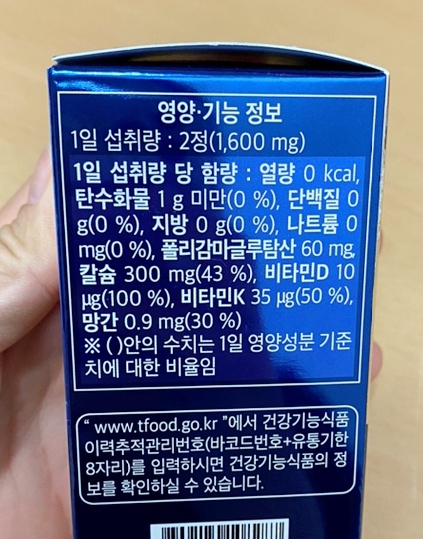 영양·기능 정보
1일 섭취량 : 2정(1,600 mg)
1일 섭취량 당 함량 : 열량 0 kcal,
탄수화물 1 g 미만(0 %), 단백질 0
g(0 %), 지방 0 g(0 %), 나트륨 0
mg(0 %), 폴리감마글루탐산 60 mg,
칼슘 300 mg(43 %), 비타민D 10
µg(100 %), 비타민K 35 µg(50 %),
망간 0.9 mg(30 %)
※ ( )안의 수치는 1일 영양성분 기준
치에 대한 비율임
“ www.tfood.go.kr ”에서 건강기능식품
이력추적관리번호(바코드번호+유통기한
8자리)를 입력하시면 건강기능식품의 정
보를 확인하실 수 있습니다.